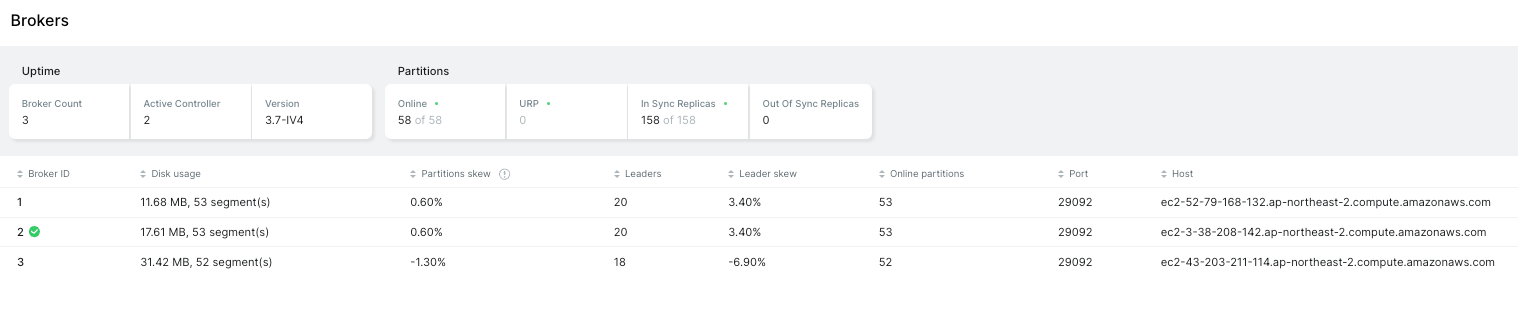 Brokers
Uptime
Partitions
Broker Count
Active Controller
Version
Online
URP
In Sync Replicas
Out Of Sync Replicas
3
2
3.7-IV4
58 of 58
0
158 of 158
0
Broker ID Disk usage Partitions skew Leaders Leader skew Online partitions Port Host
1 11.68 MB, 53 segment(s) 0.60% 20 3.40% 53 29092 ec2-52-79-168-132.ap-northeast-2.compute.amazonaws.com
2 17.61 MB, 53 segment(s) 0.60% 20 3.40% 53 29092 ec2-3-38-208-142.ap-northeast-2.compute.amazonaws.com
3 31.42 MB, 52 segment(s) -1.30% 18 -6.90% 52 29092 ec2-43-203-211-114.ap-northeast-2.compute.amazonaws.com